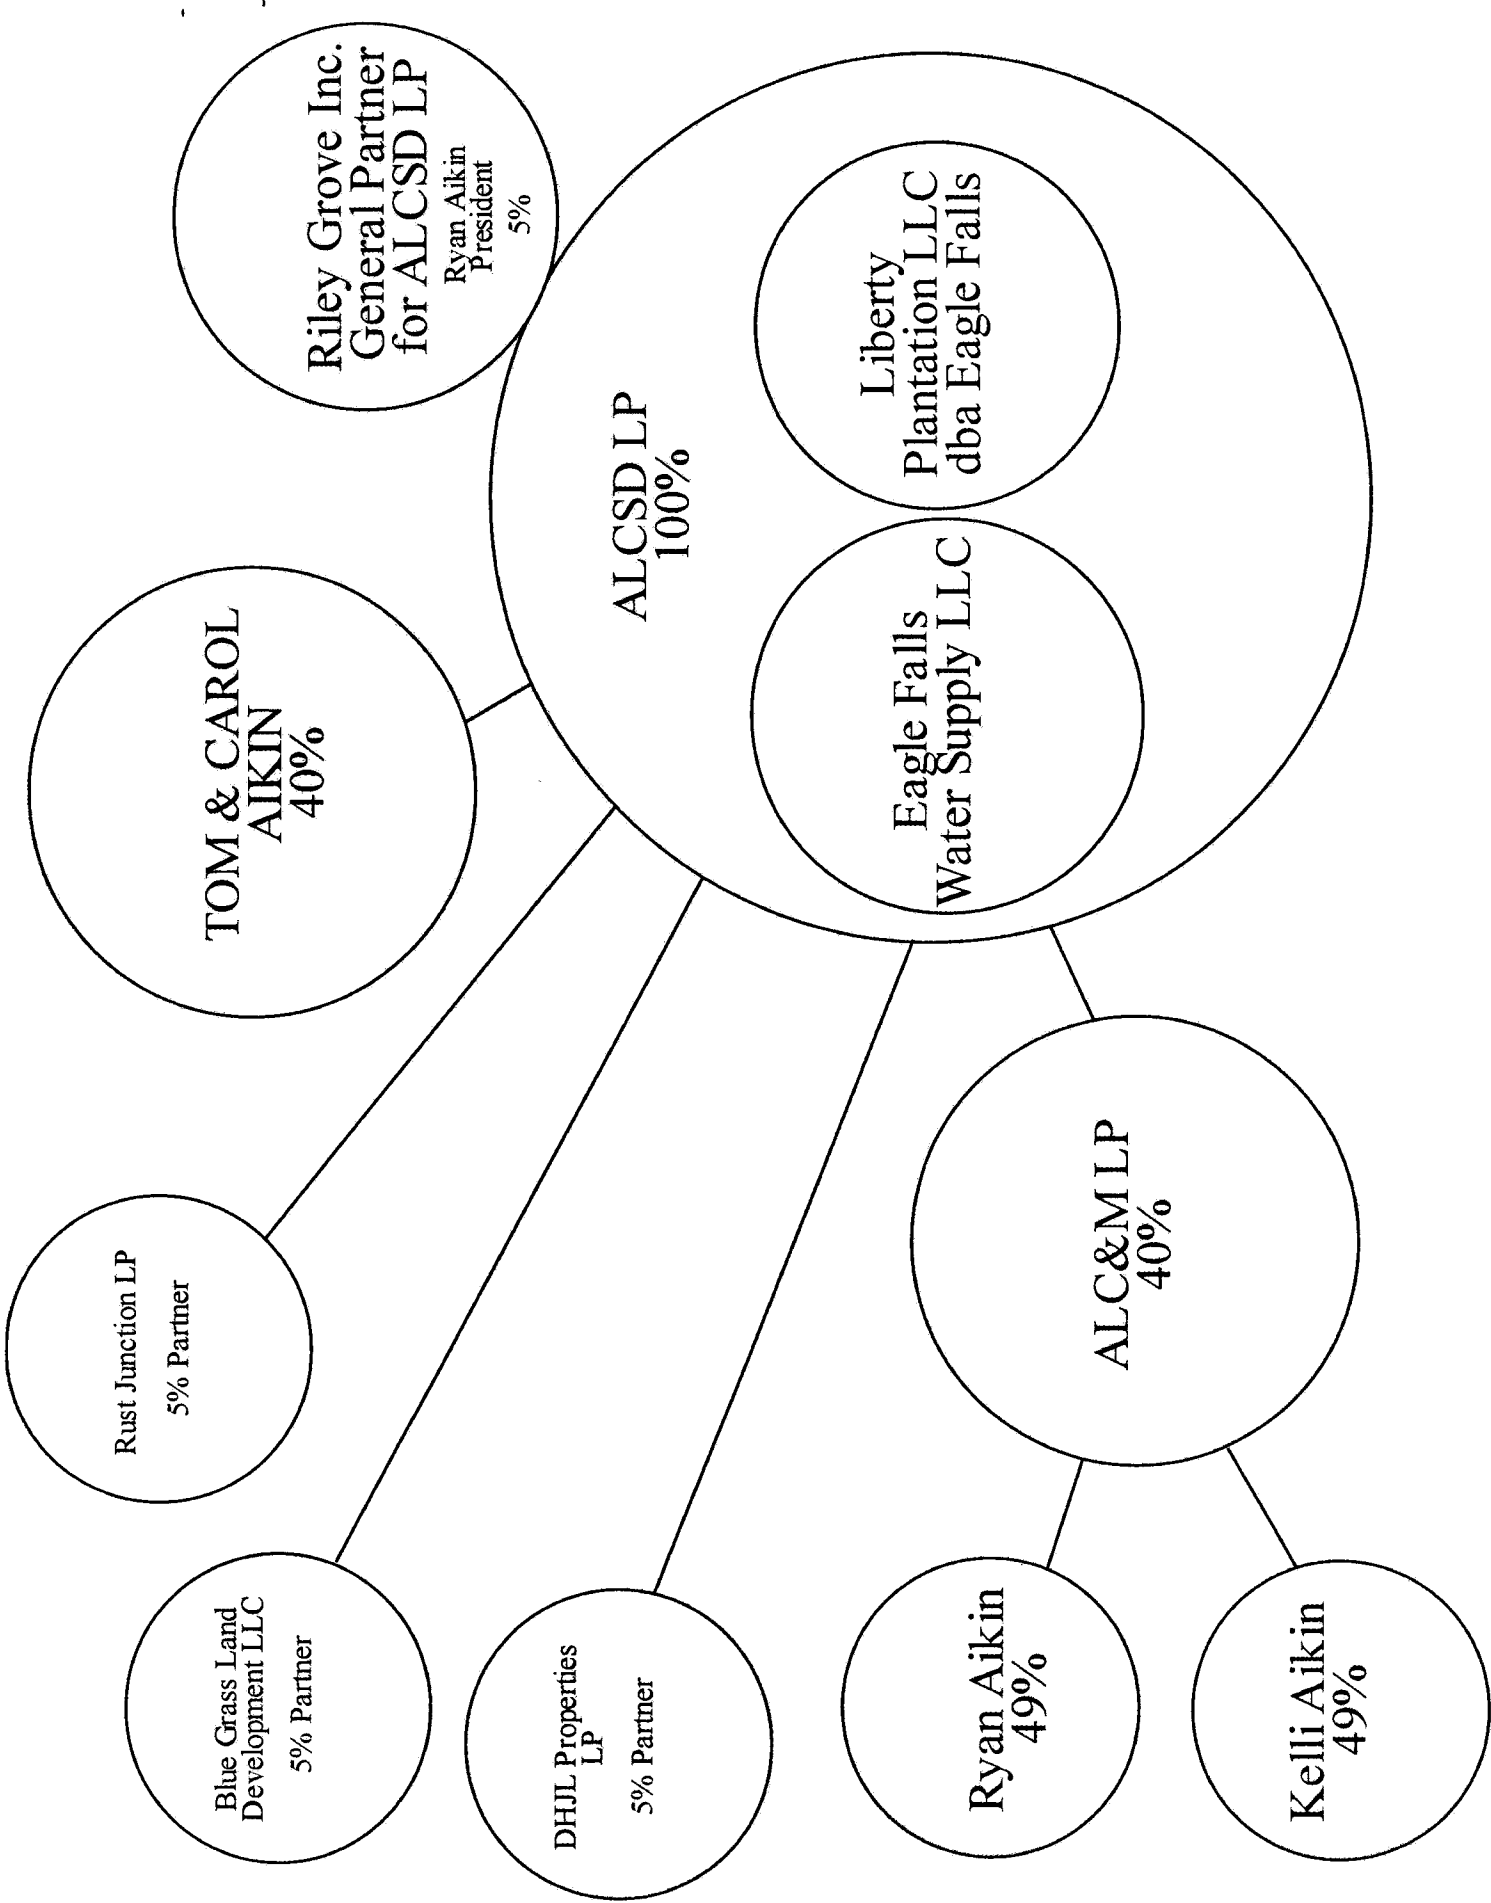 Riley Grove Inc.
General Partner
for ALCSD LP
Ryan Aikin
President
5%
TOM & CAROL
AIKIN
40%
ALCSD LP
100%
Liberty
Plantation LLC
dba Eagle Falls
Eagle Falls
Water Supply LLC
Rust Junction LP
5% Partner
Blue Grass Land
Development LLC
5% Partner
DHJL Properties
LP
5% Partner
ALC&M LP
40%
Ryan Aikin
49%
Kelli Aikin
49%